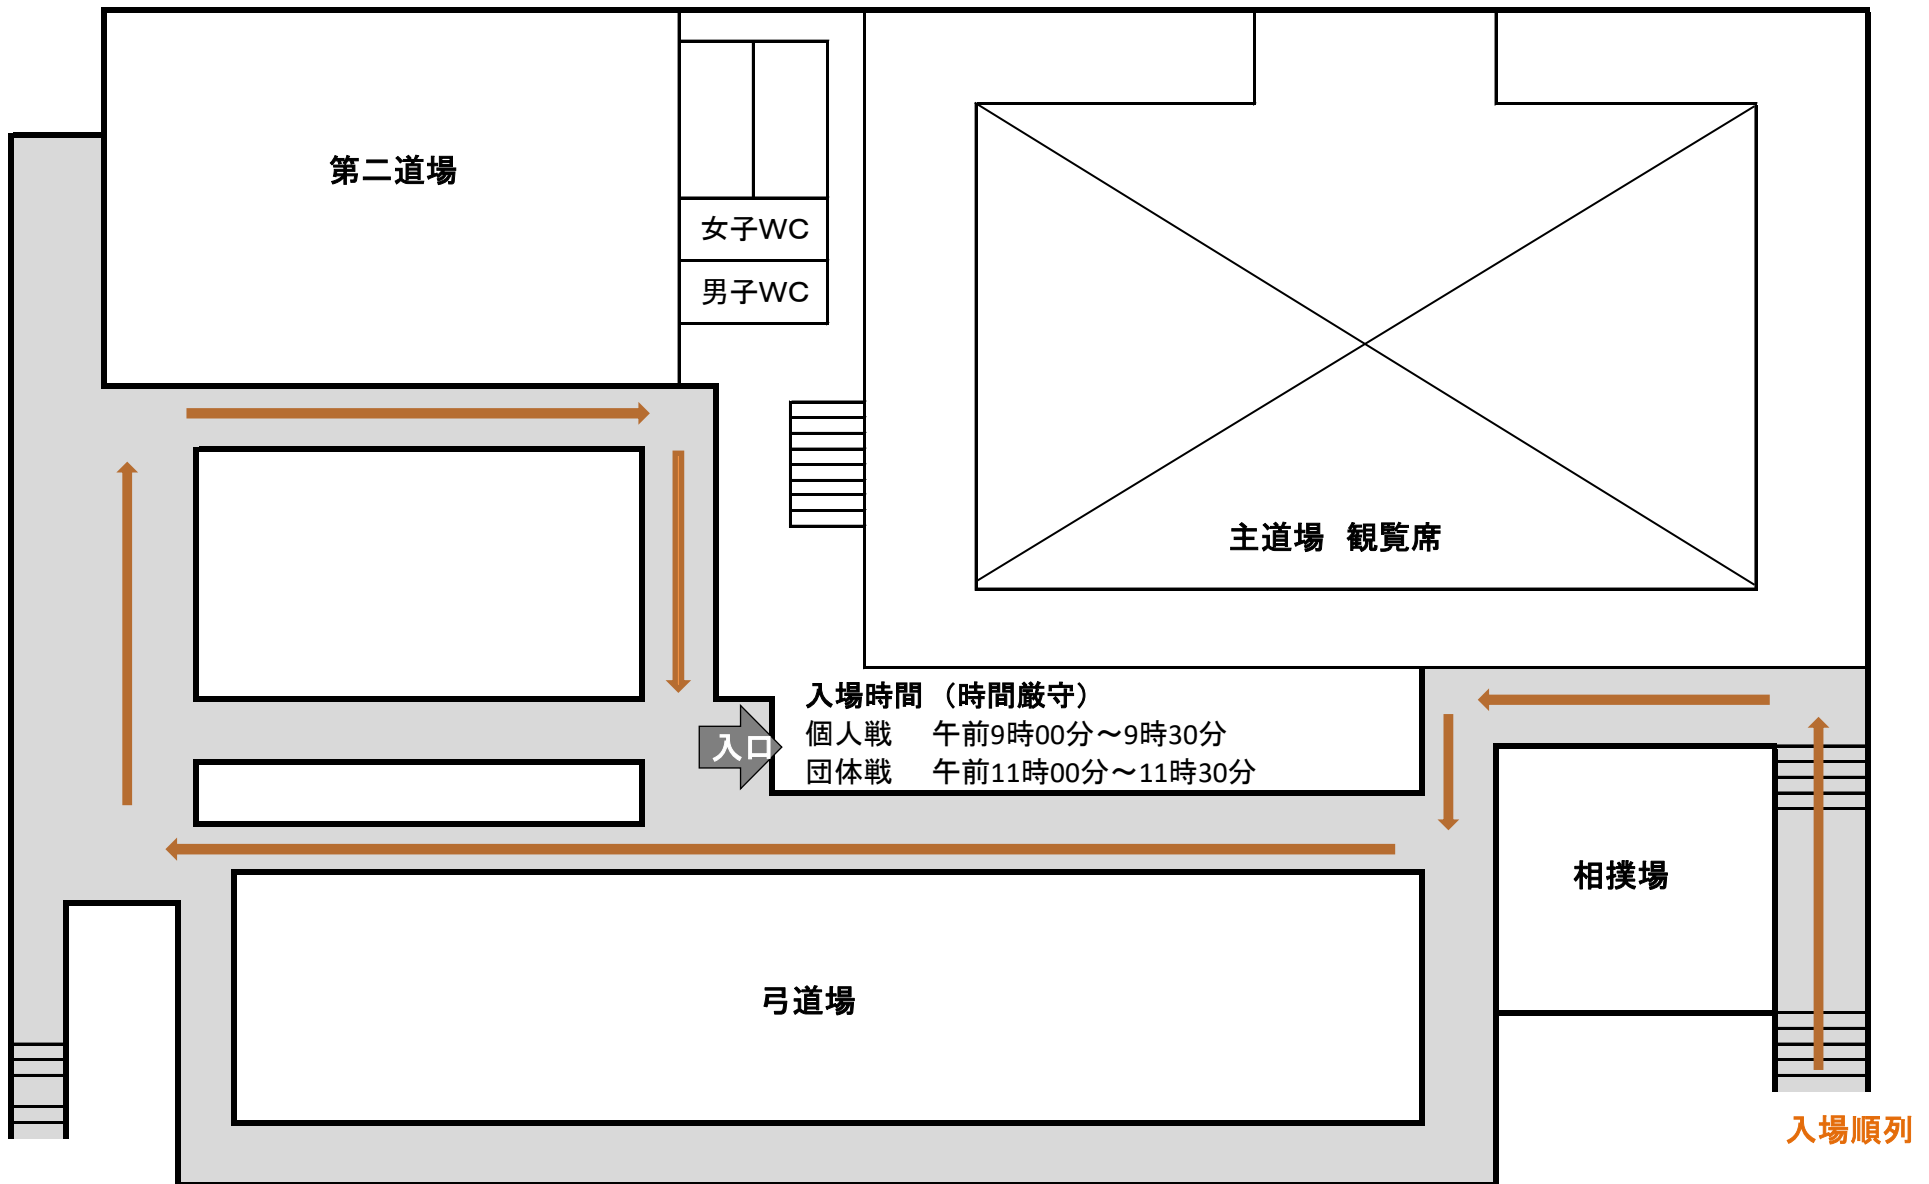 第二道場
女子WC
男子WC
主道場　観覧席
入場時間（時間厳守）
個人戦　午前9時00分～9時30分
団体戦　午前11時00分～11時30分
入口
相撲場
弓道場
入場順列